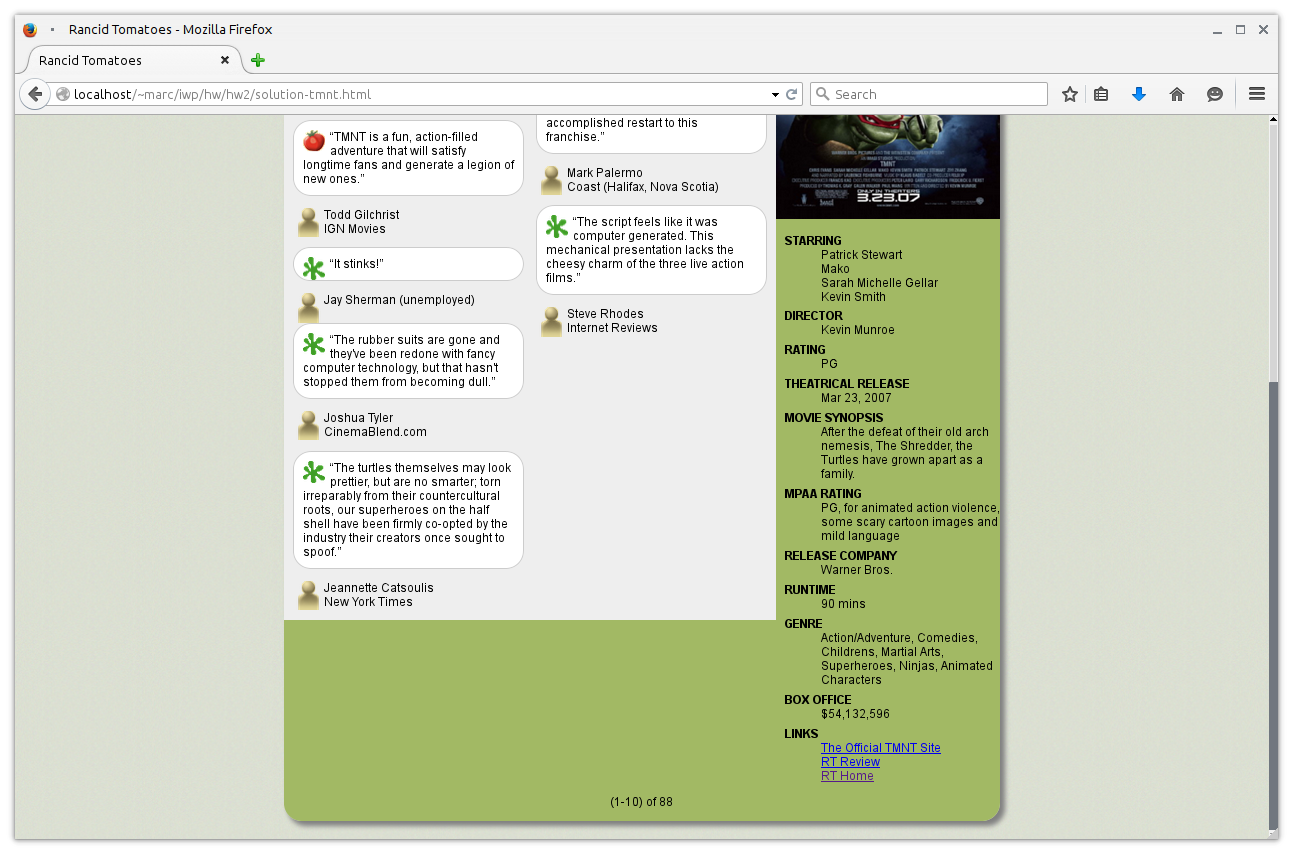 Rancid Tomatoes - Mozilla Firefox
Rancid Tomatoes
localhost/~marc/iwp/hw/hw2/solution-tmnt.html
Search
“TMNT is a fun, action-filled
adventure that will satisfy
longtime fans and generate a legion of
new ones.”
Todd Gilchrist
IGN Movies
“It stinks!”
Jay Sherman (unemployed)
“The rubber suits are gone and
they've been redone with fancy
computer technology, but that hasn't
stopped them from becoming dull.”
Joshua Tyler
CinemaBlend.com
“The turtles themselves may look
prettier, but are no smarter; torn
irreparably from their countercultural
roots, our superheroes on the half
shell have been firmly co-opted by the
industry their creators once sought to
spoof.”
Jeannette Catsoulis
New York Times
accomplished restart to this
franchise.”
Mark Palermo
Coast (Halifax, Nova Scotia)
“The script feels like it was
computer generated. This
mechanical presentation lacks the
cheesy charm of the three live action
films.”
Steve Rhodes
Internet Reviews
TMNT
ONLY IN THEATERS
3.23.07
STARRING
Patrick Stewart
Mako
Sarah Michelle Gellar
Kevin Smith
DIRECTOR
Kevin Munroe
RATING
PG
THEATRICAL RELEASE
Mar 23, 2007
MOVIE SYNOPSIS
After the defeat of their old arch
nemesis, The Shredder, the
Turtles have grown apart as a
family.
MPAA RATING
PG, for animated action violence,
some scary cartoon images and
mild language
RELEASE COMPANY
Warner Bros.
RUNTIME
90 mins
GENRE
Action/Adventure, Comedies,
Childrens, Martial Arts,
Superheroes, Ninjas, Animated
Characters
BOX OFFICE
$54,132,596
LINKS
The Official TMNT Site
RT Review
RT Home
(1-10) of 88